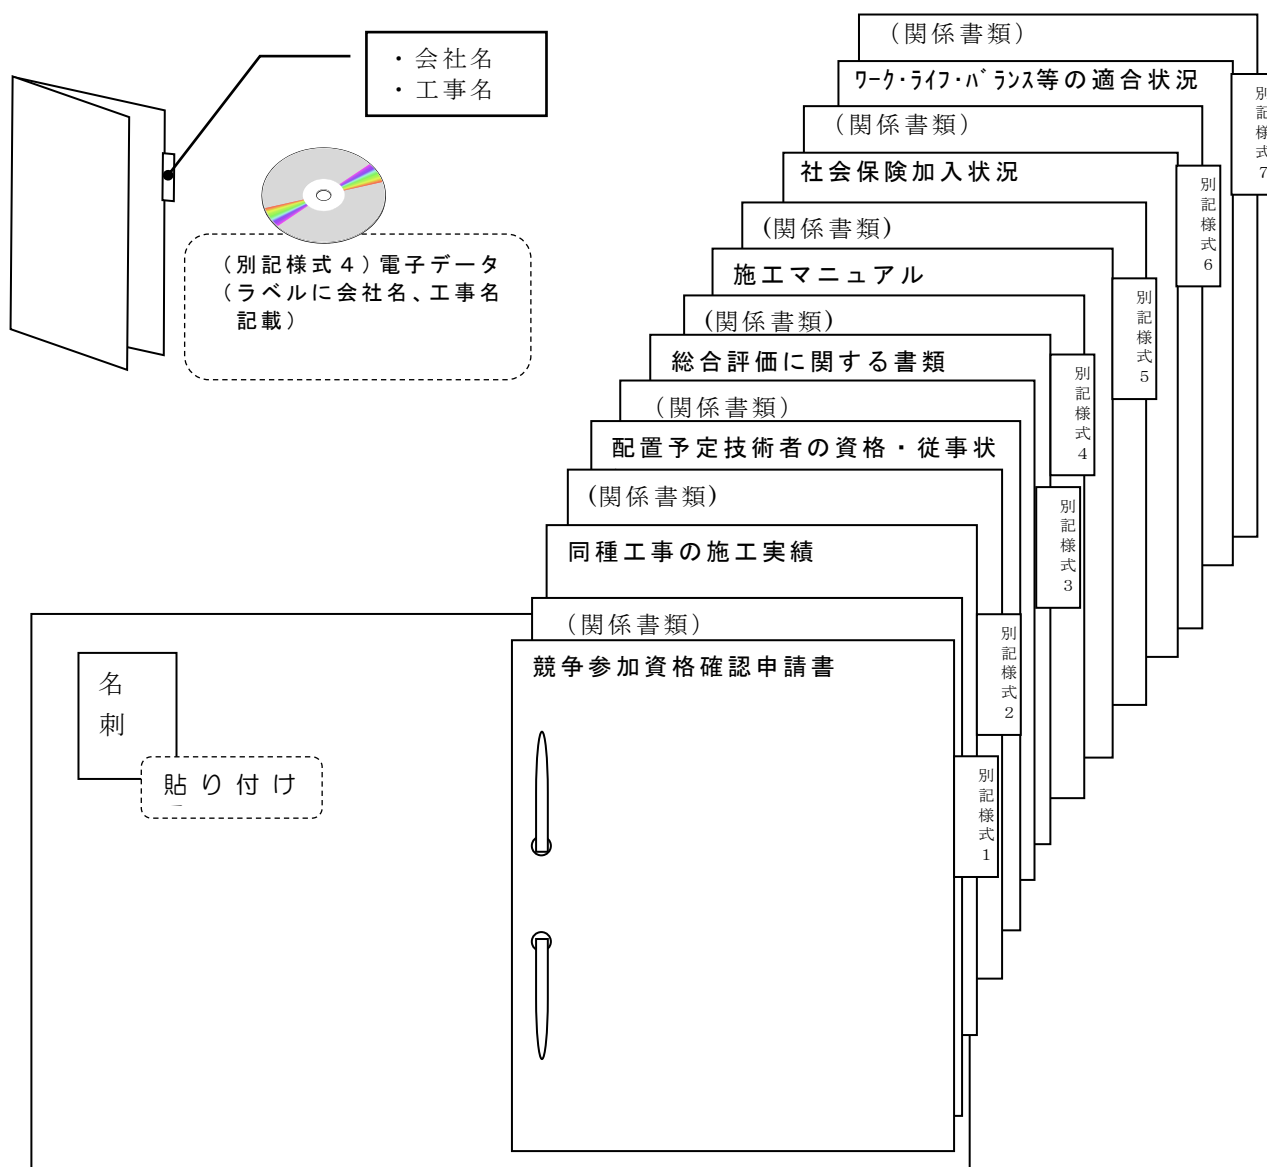 ・会社名
・工事名
（別記様式４）電子データ
（ラベルに会社名、工事名
記載）
（関係書類）
ﾜｰｸ･ﾗｲﾌ･ﾊﾞﾗﾝｽ等の適合状況
別記様式7
（関係書類）
社会保険加入状況
別記様式6
(関係書類)
施工マニュアル
別記様式5
(関係書類)
総合評価に関する書類
別記様式4
（関係書類）
配置予定技術者の資格・従事状
別記様式3
(関係書類)
同種工事の施工実績
別記様式2
（関係書類）
競争参加資格確認申請書
別記様式1
名
刺
貼り付け